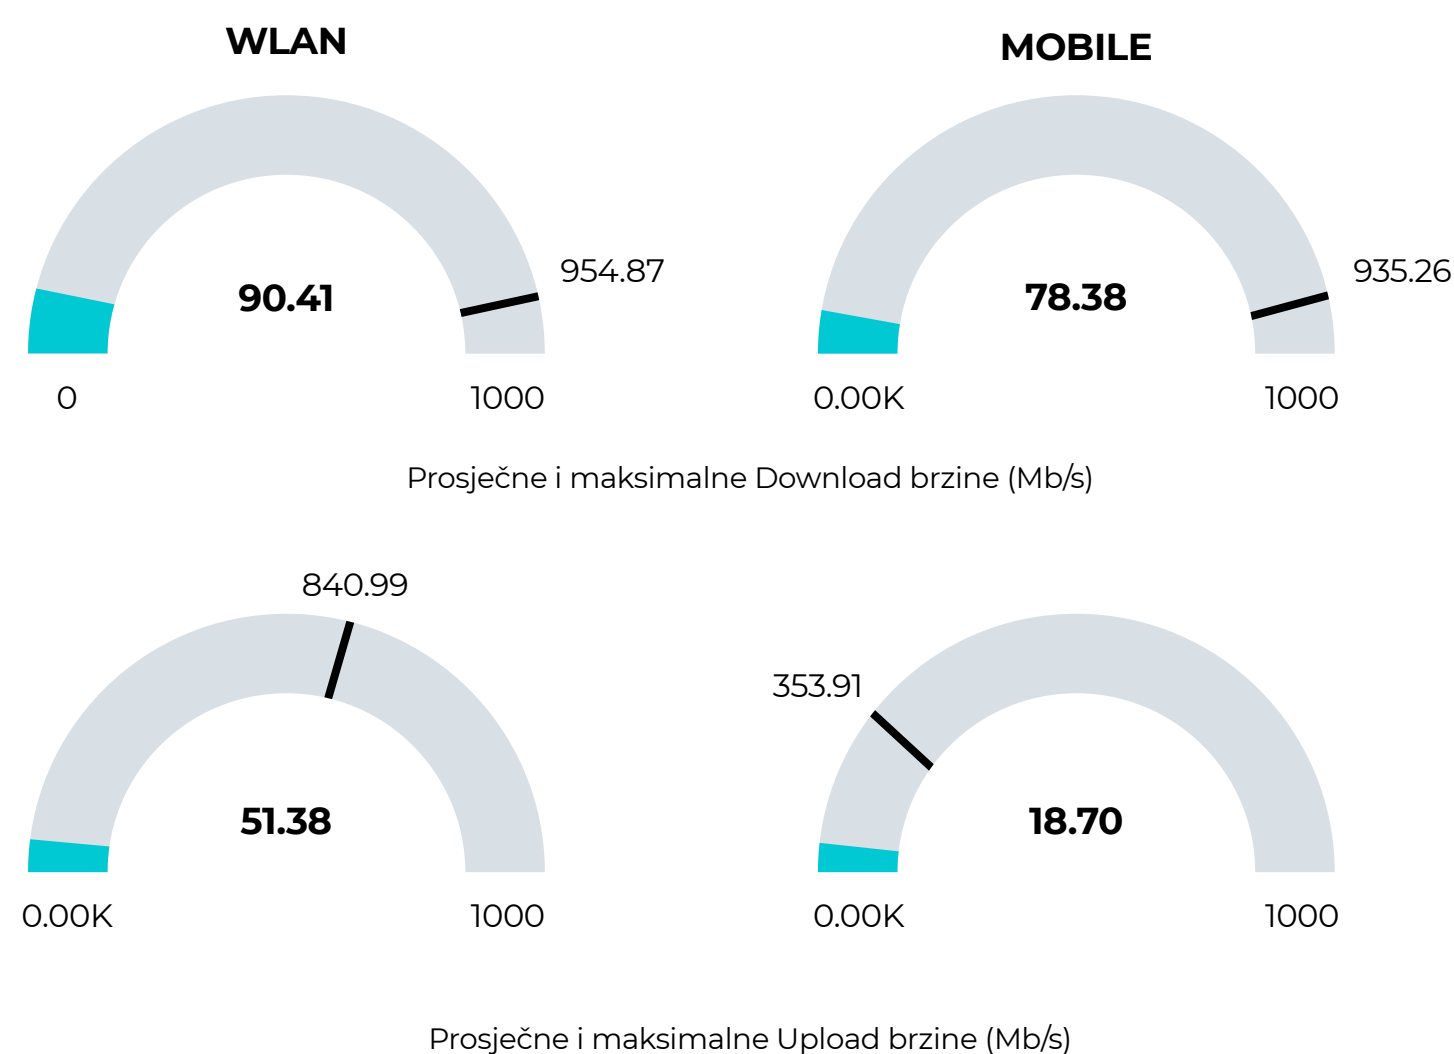 WLAN
MOBILE
954.87
935.26
90.41
78.38
0
1000
0.00K
1000
Prosječne i maksimalne Download brzine (Mb/s)
840.99
353.91
51.38
18.70
0.00K
1000
0.00K
1000
Prosječne i maksimalne Upload brzine (Mb/s)